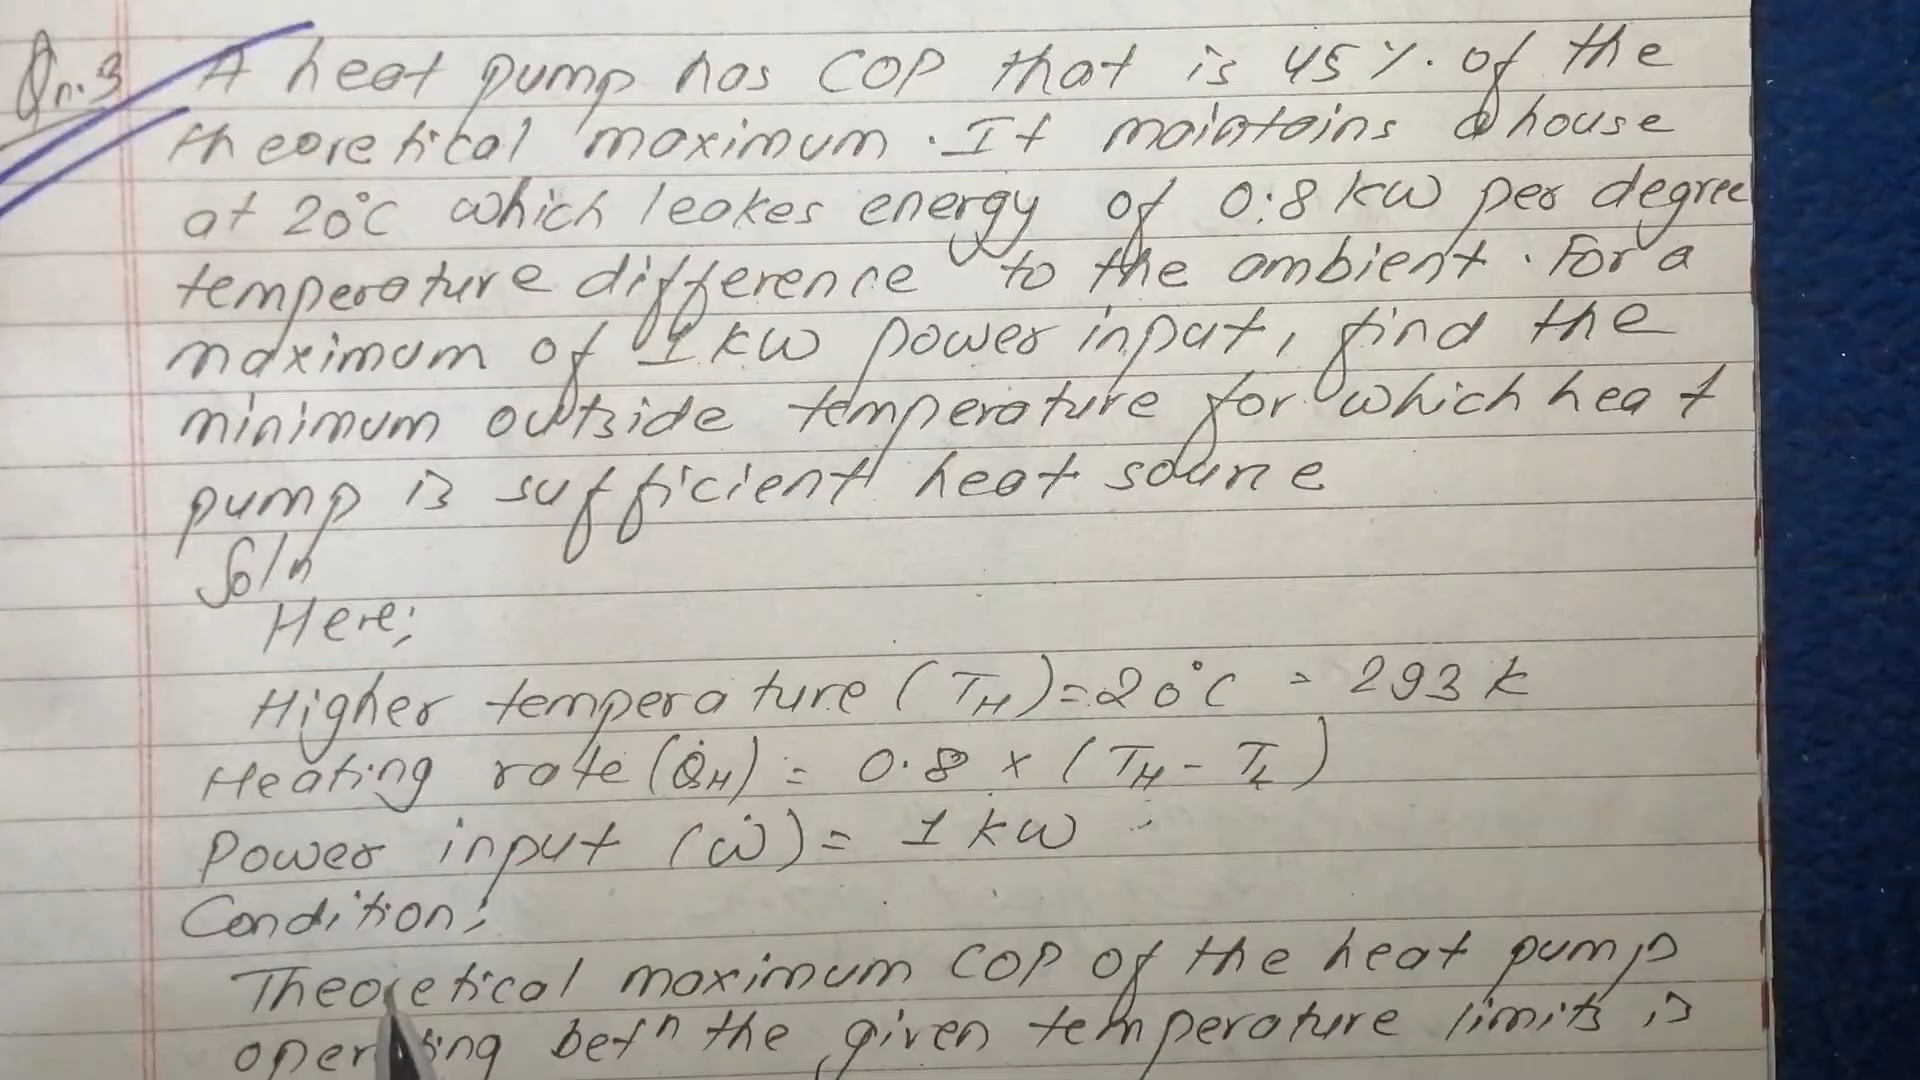 Qn.3 A heat pump has COP that is 45%. of the
theoretical maximum. It maintains a house
at 20°C which leakes energy of 0.8 kW per degree
temperature difference to the ambient. For a
maximum of 1 kW power input, find the
minimum outside temperature for which heat
pump is sufficient heat source
Soln
Here;
Higher temperature (TH) = 20°C = 293 K
Heating rate (Q̇H) = 0.8 × (TH - TL)
Power input (ẇ) = 1 kW
Condition;
Theoretical maximum COP of the heat pump
operating betn the given temperature limits is